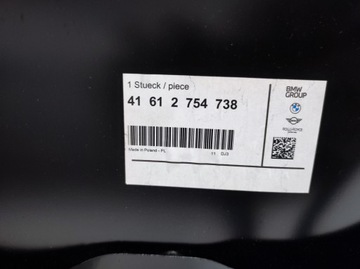 1 Stueck / piece
41 61 2 754 738
Made in Poland - PL
BMW
GROUP